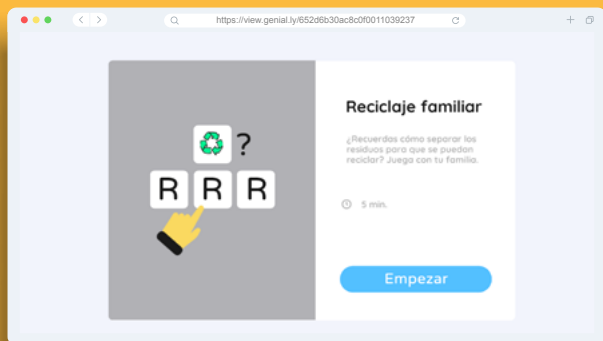 https://view.genial.ly/652d6b30ac8c0f0011039237
?
R R R
Reciclaje familiar
¿Recuerdas cómo separar los
residuos para que se puedan
reciclar? Juega con tu familia.
5 min.
Empezar